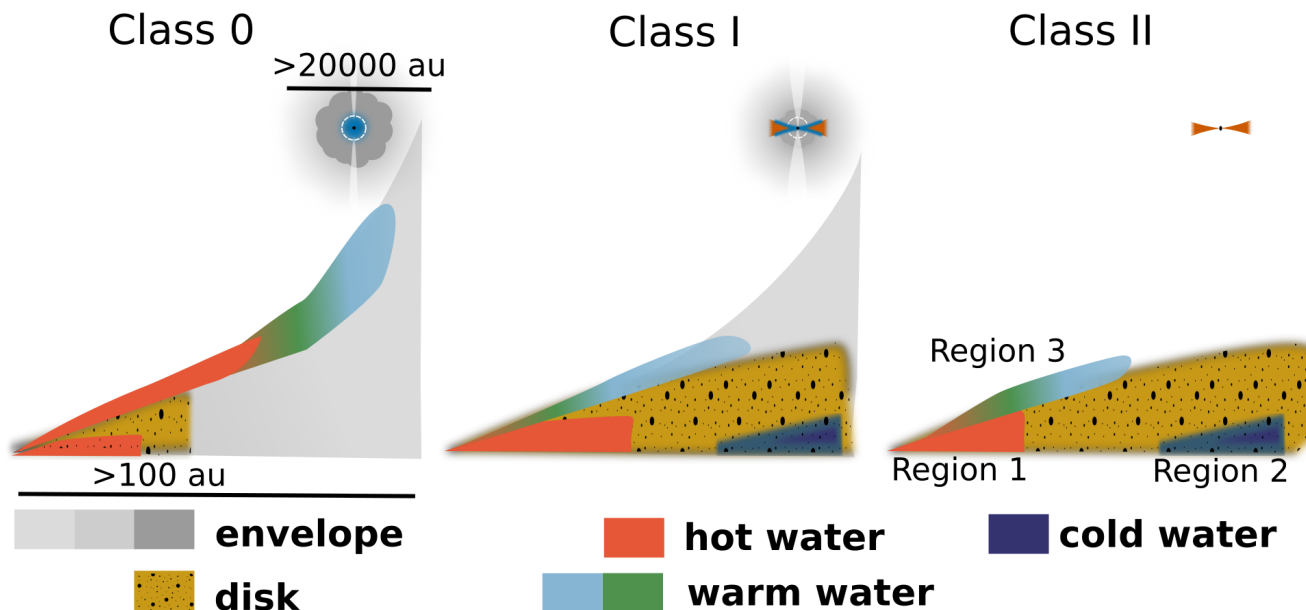 Class 0
Class I
Class II
>20000 au
Region 3
Region 1
Region 2
>100 au
envelope
hot water
cold water
disk
warm water